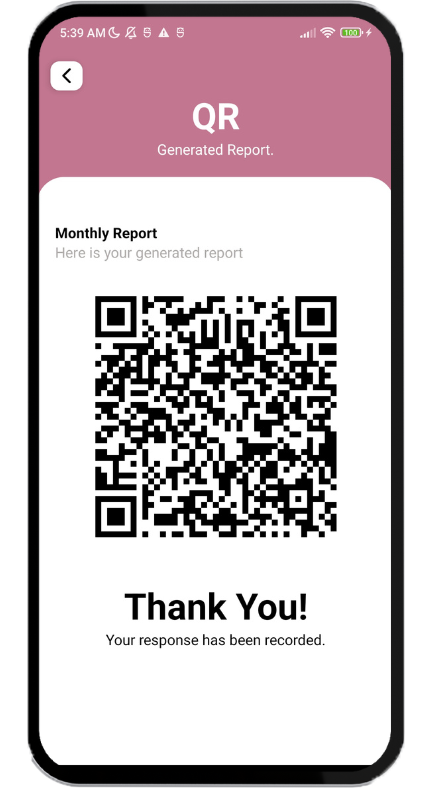 5:39 AM
100
QR
Generated Report.
Monthly Report
Here is your generated report
Thank You!
Your response has been recorded.